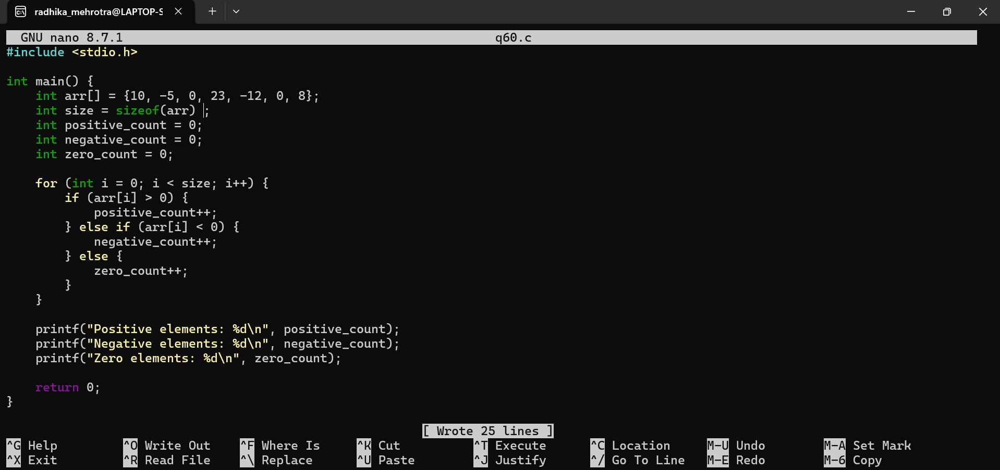 radhika_mehrotra@LAPTOP-S
GNU nano 8.7.1 q60.c
#include <stdio.h>

int main() {
    int arr[] = {10, -5, 0, 23, -12, 0, 8};
    int size = sizeof(arr) ;
    int positive_count = 0;
    int negative_count = 0;
    int zero_count = 0;

    for (int i = 0; i < size; i++) {
        if (arr[i] > 0) {
            positive_count++;
        } else if (arr[i] < 0) {
            negative_count++;
        } else {
            zero_count++;
        }
    }

    printf("Positive elements: %d\n", positive_count);
    printf("Negative elements: %d\n", negative_count);
    printf("Zero elements: %d\n", zero_count);

    return 0;
}
[ Wrote 25 lines ]
^G Help ^O Write Out ^F Where Is ^K Cut ^T Execute ^C Location M-U Undo M-A Set Mark
^X Exit ^R Read File ^\ Replace ^U Paste ^J Justify ^/ Go To Line M-E Redo M-6 Copy